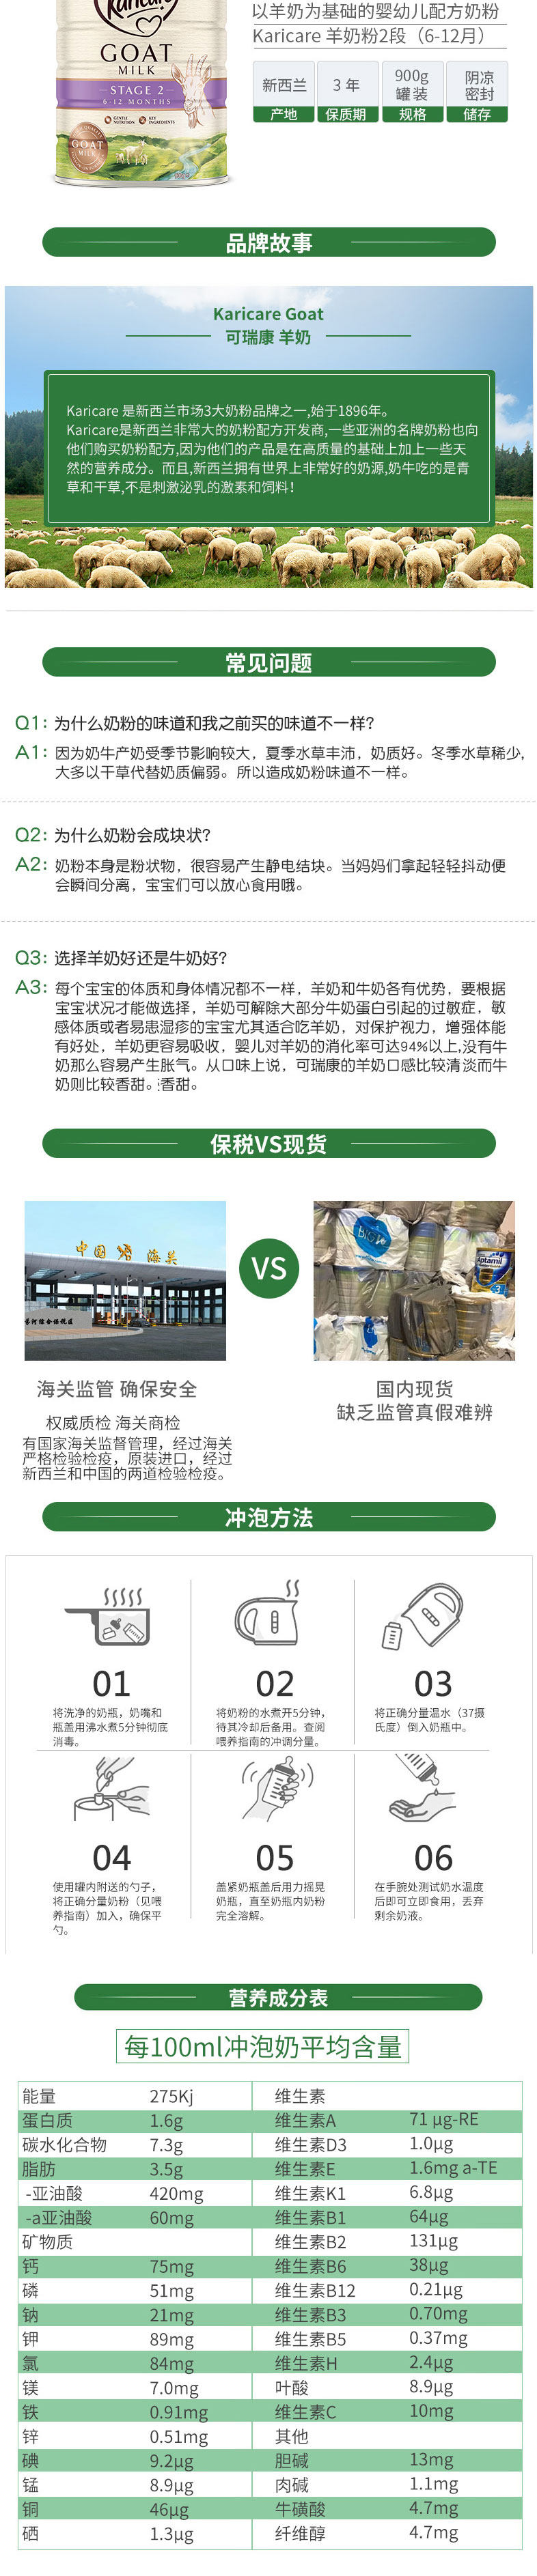 Karicare
GOAT
MILK
STAGE 2
6-12 MONTHS
GENTLE NUTRITION
KEY INGREDIENTS
GOAT
MILK
以羊奶为基础的婴幼儿配方奶粉
Karicare 羊奶粉2段（6-12月）
新西兰 3 年 900g罐装 阴凉密封
产地 保质期 规格 储存
品牌故事
Karicare Goat
可瑞康 羊奶
Karicare 是新西兰市场3大奶粉品牌之一,始于1896年。
Karicare是新西兰非常大的奶粉配方开发商,一些亚洲的名牌奶粉也向
他们购买奶粉配方,因为他们的产品是在高质量的基础上加上一些天
然的营养成分。而且,新西兰拥有世界上非常好的奶源,奶牛吃的是青
草和干草,不是刺激泌乳的激素和饲料！
常见问题
Q1：为什么奶粉的味道和我之前买的味道不一样？
A1：因为奶牛产奶受季节影响较大，夏季水草丰沛，奶质好。冬季水草稀少，
大多以干草代替奶质偏弱。所以造成奶粉味道不一样。
Q2：为什么奶粉会成块状？
A2：奶粉本身是粉状物，很容易产生静电结块。当妈妈们拿起轻轻抖动便
会瞬间分离，宝宝们可以放心食用哦。
Q3：选择羊奶好还是牛奶好？
A3：每个宝宝的体质和身体情况都不一样，羊奶和牛奶各有优势，要根据
宝宝状况才能做选择，羊奶可解除大部分牛奶蛋白引起的过敏症，敏
感体质或者易患湿疹的宝宝尤其适合吃羊奶，对保护视力，增强体能
有好处，羊奶更容易吸收，婴儿对羊奶的消化率可达94%以上,没有牛
奶那么容易产生胀气。从口味上说，可瑞康的羊奶口感比较清淡而牛
奶则比较香甜。香甜。
保税VS现货
中国 海关
综合保税区
VS
Aptamil
3
海关监管 确保安全
权威质检 海关商检
有国家海关监督管理，经过海关
严格检验检疫，原装进口，经过
新西兰和中国的两道检验检疫。
国内现货
缺乏监管真假难辨
冲泡方法
01
将洗净的奶瓶，奶嘴和
瓶盖用沸水煮5分钟彻底
消毒。
02
将奶粉的水煮开5分钟，
待其冷却后备用。查阅
喂养指南的冲调分量。
03
将正确分量温水（37摄
氏度）倒入奶瓶中。
04
使用罐内附送的勺子，
将正确分量奶粉（见喂
养指南）加入，确保平
勺。
05
盖紧奶瓶盖后用力摇晃
奶瓶，直至奶瓶内奶粉
完全溶解。
06
在手腕处测试奶水温度
后即可立即食用，丢弃
剩余奶液。
营养成分表
每100ml冲泡奶平均含量
能量 275Kj 维生素
蛋白质 1.6g 维生素A 71 μg-RE
碳水化合物 7.3g 维生素D3 1.0μg
脂肪 3.5g 维生素E 1.6mg a-TE
-亚油酸 420mg 维生素K1 6.8μg
-a亚油酸 60mg 维生素B1 64μg
矿物质 维生素B2 131μg
钙 75mg 维生素B6 38μg
磷 51mg 维生素B12 0.21μg
钠 21mg 维生素B3 0.70mg
钾 89mg 维生素B5 0.37mg
氯 84mg 维生素H 2.4μg
镁 7.0mg 叶酸 8.9μg
铁 0.91mg 维生素C 10mg
锌 0.51mg 其他
碘 9.2μg 胆碱 13mg
锰 8.9μg 肉碱 1.1mg
铜 46μg 牛磺酸 4.7mg
硒 1.3μg 纤维醇 4.7mg